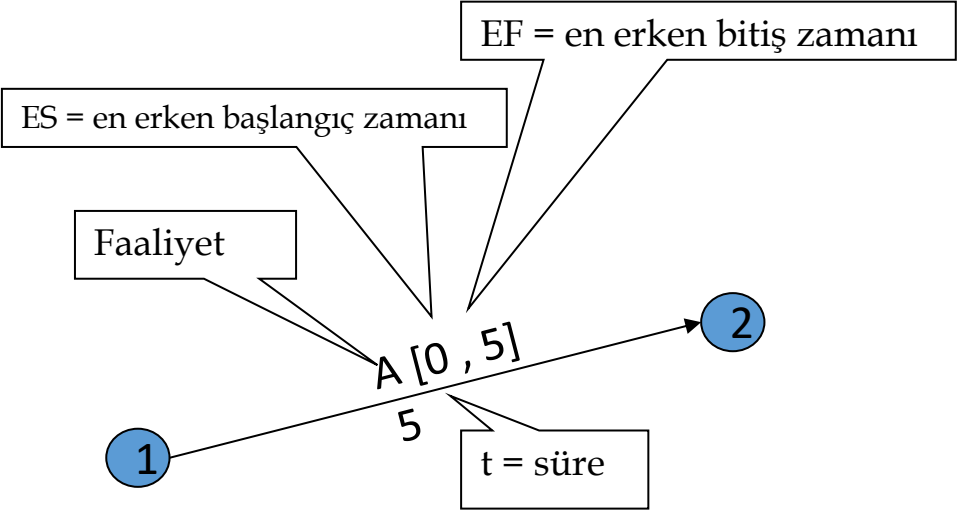 EF = en erken bitiş zamanı
ES = en erken başlangıç zamanı
Faaliyet
A [0 , 5]
5
2
1
t = süre